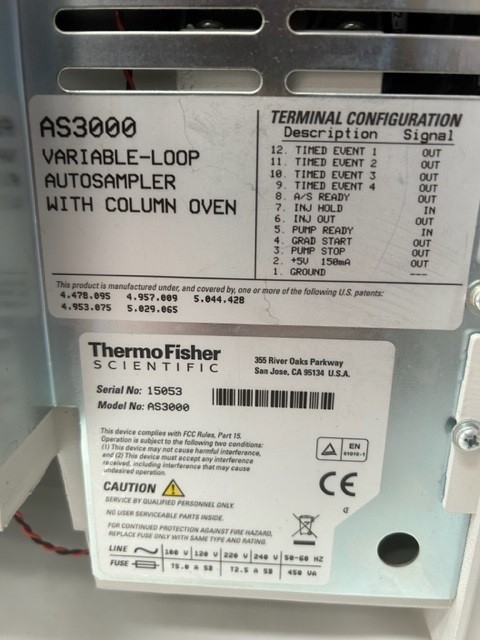 AS3000
VARIABLE-LOOP
AUTOSAMPLER
WITH COLUMN OVEN
TERMINAL CONFIGURATION
Description Signal
12. TIMED EVENT 1 OUT
11. TIMED EVENT 2 OUT
10. TIMED EVENT 3 OUT
9. TIMED EVENT 4 OUT
8. A/S READY OUT
7. INJ HOLD IN
6. INJ OUT OUT
5. PUMP READY IN
4. GRAD START OUT
3. PUMP STOP OUT
2. +5V 150mA OUT
1. GROUND ---
This product is manufactured under, and covered by, one or more of the following U.S. patents:
4.478.095 4.957.009 5.044.428
4.953.075 5.029.065
ThermoFisher
SCIENTIFIC
355 River Oaks Parkway
San Jose, CA 95134 U.S.A.
Serial No: 15053
Model No: AS3000
This device complies with FCC Rules, Part 15.
Operation is subject to the following two conditions:
(1) This device may not cause harmful interference,
and (2) This device must accept any interference
received, including interference that may cause
undesired operation.
EN
61010-1
CE
CAUTION
SERVICE BY QUALIFIED PERSONNEL ONLY.
NO USER SERVICEABLE PARTS INSIDE.
FOR CONTINUED PROTECTION AGAINST FIRE HAZARD,
REPLACE FUSE ONLY WITH SAME TYPE AND RATING.
LINE 100 V 120 V 220 V 240 V 50-60 HZ
FUSE T5.0 A SB T2.5 A SB 450 VA